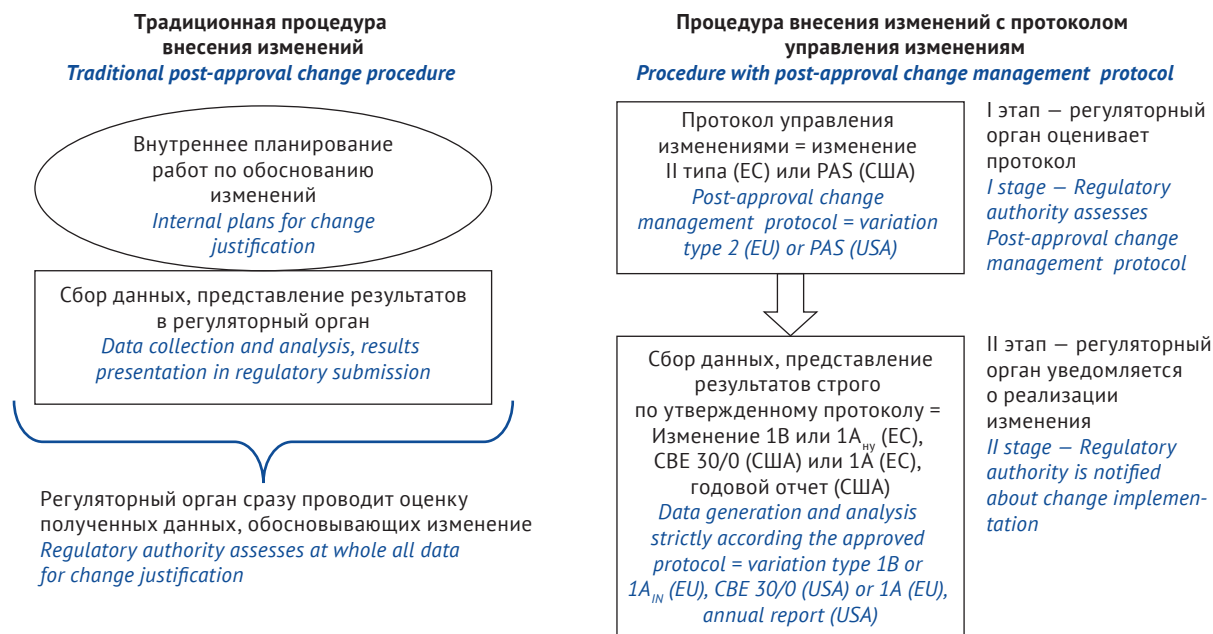 Традиционная процедура
внесения изменений
Traditional post-approval change procedure
Внутреннее планирование
работ по обоснованию
изменений
Internal plans for change
justification
Сбор данных, представление результатов
в регуляторный орган
Data collection and analysis, results
presentation in regulatory submission
Регуляторный орган сразу проводит оценку
полученных данных, обосновывающих изменение
Regulatory authority assesses at whole all data
for change justification
Процедура внесения изменений с протоколом
управления изменениями
Procedure with post-approval change management protocol
Протокол управления
изменениями = изменение
II типа (ЕС) или PAS (США)
Post-approval change
management protocol = variation
type 2 (EU) or PAS (USA)
I этап — регуляторный
орган оценивает
протокол
I stage — Regulatory
authority assesses
Post-approval change
management protocol
Сбор данных, представление
результатов строго
по утвержденному протоколу =
Изменение 1B или 1Aну (ЕС),
CBE 30/0 (США) или 1А (ЕС),
годовой отчет (США)
Data generation and analysis
strictly according the approved
protocol = variation type 1B or
1AIN (EU), CBE 30/0 (USA) or 1A (EU),
annual report (USA)
II этап — регуляторный
орган уведомляется
о реализации
изменения
II stage — Regulatory
authority is notified
about change implemen-
tation